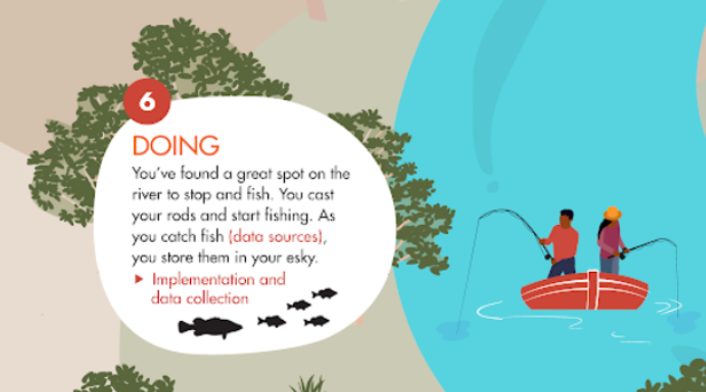 6
DOING
You’ve found a great spot on the
river to stop and fish. You cast
your rods and start fishing. As
you catch fish (data sources),
you store them in your esky.
► Implementation and
data collection